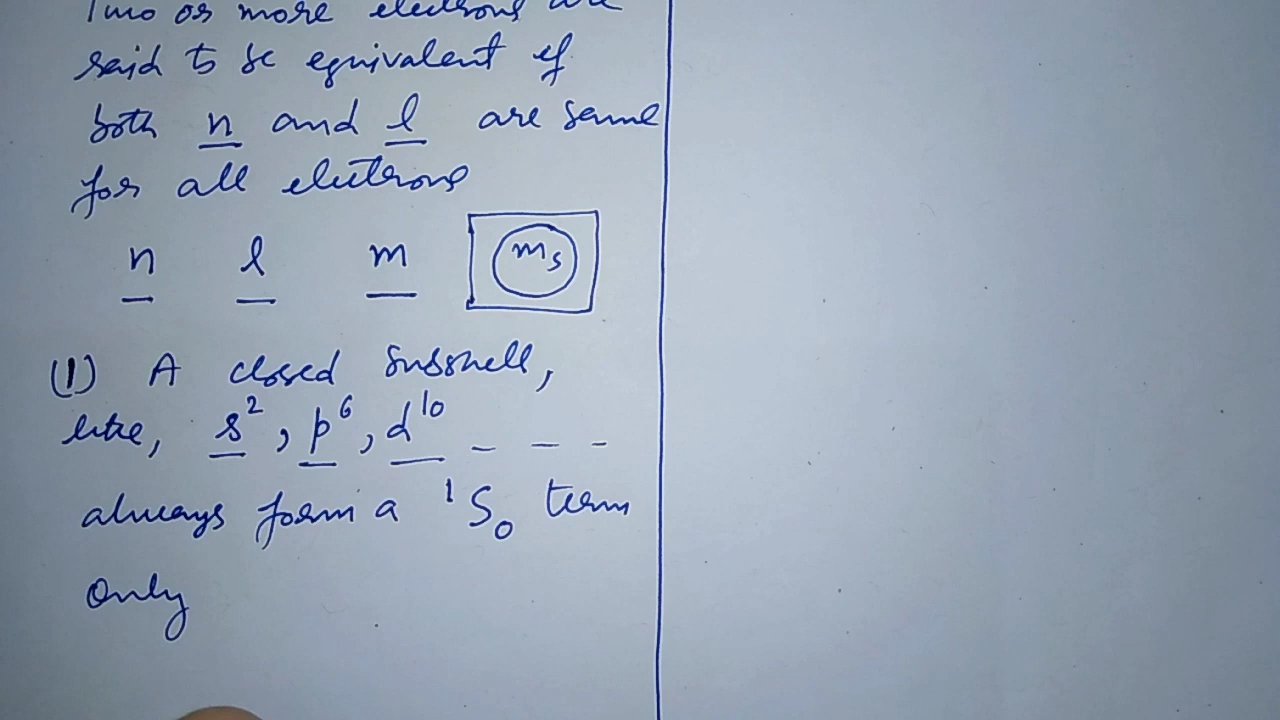 Two or more electrons are
said to be equivalent if
both n and l are same
for all electrons
n l m ms
(1) A closed subshell,
like, s², p⁶, d¹⁰ - - -
always form a ¹S₀ term
only